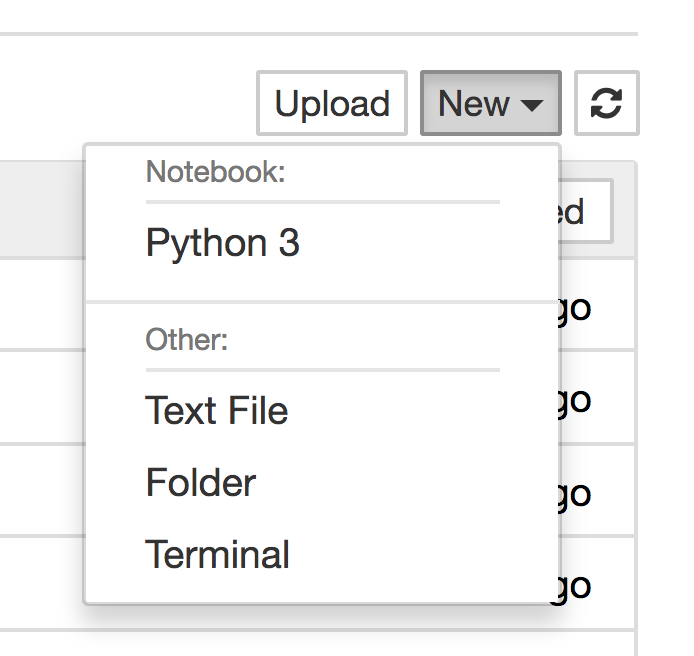 Upload New
Notebook:
Python 3
Other:
Text File
Folder
Terminal